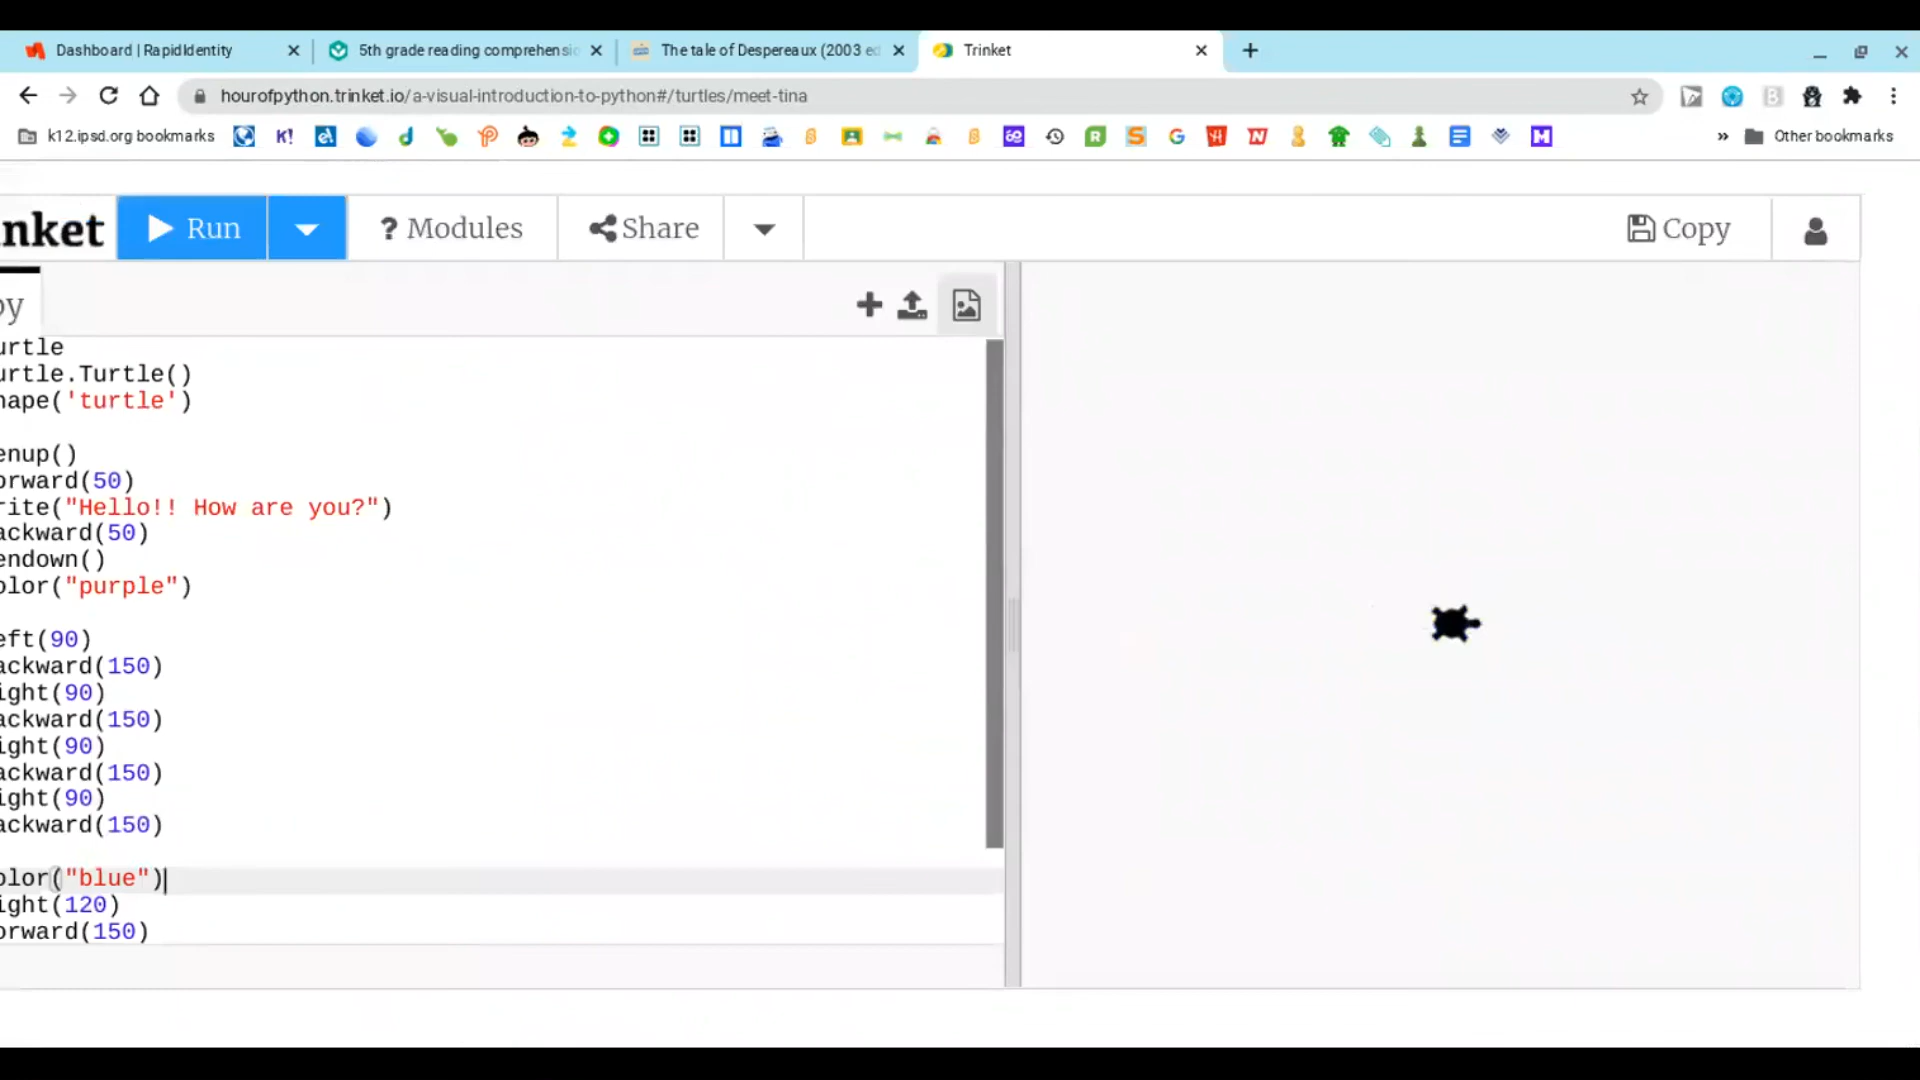 Dashboard | RapidIdentity
5th grade reading comprehensio
The tale of Despereaux (2003 ed
Trinket
hourofpython.trinket.io/a-visual-introduction-to-python#/turtles/meet-tina
k12.ipsd.org bookmarks
Other bookmarks
nket
Run
? Modules
Share
Copy
py
urtle
urtle.Turtle()
hape('turtle')
enup()
orward(50)
rite("Hello!! How are you?")
ackward(50)
endown()
olor("purple")
eft(90)
ackward(150)
ight(90)
ackward(150)
ight(90)
ackward(150)
ight(90)
ackward(150)
olor("blue")
ight(120)
orward(150)